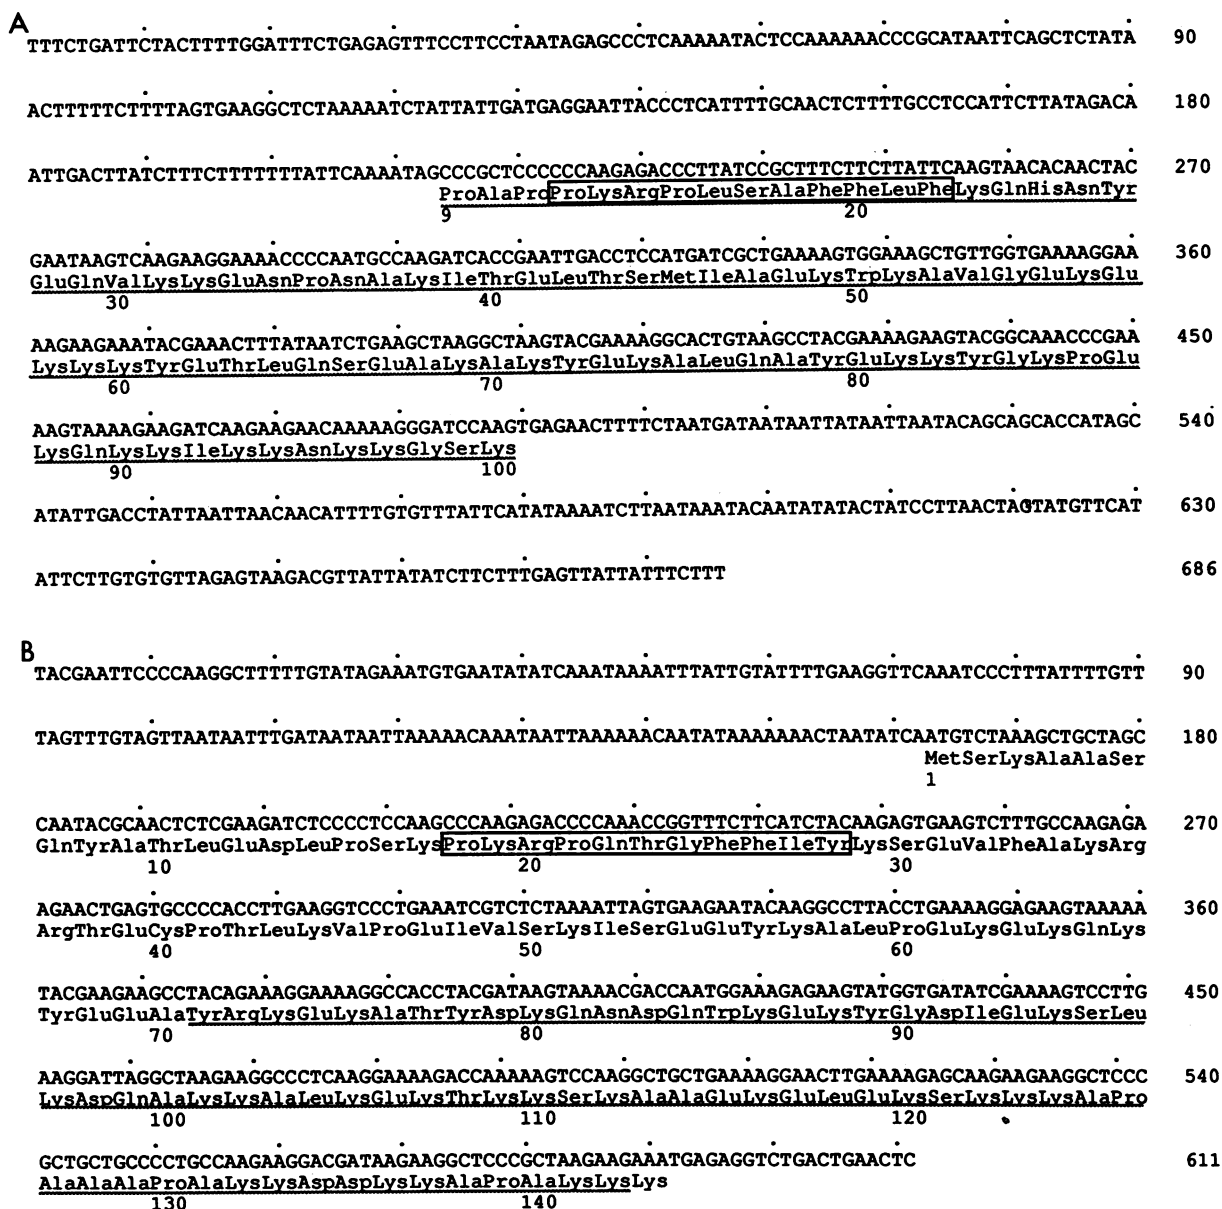 A
TTTCTGATTCTACTTTTGGATTTCTGAGAGTTTCCTTCCTAATAGAGCCCTCAAAAATACTCCAAAAAACCCGCATAATTCAGCTCTATA 90
ACTTTTTCTTTTAGTGAAGGCTCTAAAAATCTATTATTGATGAGGAATTACCCTCATTTTGCAACTCTTTTGCCTCCATTCTTATAGACA 180
ATTGACTTATCTTTCTTTTTTTATTCAAAATAGCCCGCTCCCCCCAAGAGACCCTTATCCGCTTTCTTCTTATTCAAGTAACACAACTAC 270
ProAlaProProLysArgProLeuSerAlaPhePheLeuPheLysGlnHisAsnTyr
9 20
GAATAAGTCAAGAAGGAAAACCCCAATGCCAAGATCACCGAATTGACCTCCATGATCGCTGAAAAGTGGAAAGCTGTTGGTGAAAAGGAA 360
GluGlnValLysLysGluAsnProAsnAlaLysIleThrGluLeuThrSerMetIleAlaGluLysTrpLysAlaValGlyGluLysGlu
30 40 50
AAGAAGAAATACGAAACTTTATAATCTGAAGCTAAGGCTAAGTACGAAAAGGCACTGTAAGCCTACGAAAAGAAGTACGGCAAACCCGAA 450
LysLysLysTyrGluThrLeuGlnSerGluAlaLysAlaLysTyrGluLysAlaLeuGlnAlaTyrGluLysLysTyrGlyLysProGlu
60 70 80
AAGTAAAAGAAGATCAAGAAGAACAAAAAGGGATCCAAGTGAGAACTTTTCTAATGATAATAATTATAATTAATACAGCAGCACCATAGC 540
LysGlnLysLysIleLysLysAsnLysLysGlySerLys
90 100
ATATTGACCTATTAATTAACAACATTTTGTGTTTATTCATATAAAATCTTAATAAATACAATATATACTATCCTTAACTAGTATGTTCAT 630
ATTCTTGTGTGTTAGAGTAAGACGTTATTATATCTTCTTTGAGTTATTATTTCTTT 686
B
TACGAATTCCCCAAGGCTTTTTGTATAGAAATGTGAATATATCAAATAAAATTTATTGTATTTTGAAGGTTCAAATCCCTTTATTTTGTT 90
TAGTTTGTAGTTAATAATTTGATAATAATTAAAAACAAATAATTAAAAAACAATATAAAAAAACTAATATCAATGTCTAAAGCTGCTAGC 180
MetSerLysAlaAlaSer
1
CAATACGCAACTCTCGAAGATCTCCCCTCCAAGCCCAAGAGACCCCAAACCGGTTTCTTCATCTACAAGAGTGAAGTCTTTGCCAAGAGA 270
GlnTyrAlaThrLeuGluAspLeuProSerLysProLysArgProGlnThrGlyPhePheIleTyrLysSerGluValPheAlaLysArg
10 20 30
AGAACTGAGTGCCCCACCTTGAAGGTCCCTGAAATCGTCTCTAAAATTAGTGAAGAATACAAGGCCTTACCTGAAAAGGAGAAGTAAAAA 360
ArgThrGluCysProThrLeuLysValProGluIleValSerLysIleSerGluGluTyrLysAlaLeuProGluLysGluLysGlnLys
40 50 60
TACGAAGAAGCCTACAGAAAGGAAAAGGCCACCTACGATAAGTAAAACGACCAATGGAAAGAGAAGTATGGTGATATCGAAAAGTCCTTG 450
TyrGluGluAlaTyrArgLysGluLysAlaThrTyrAspLysGlnAsnAspGlnTrpLysGluLysTyrGlyAspIleGluLysSerLeu
70 80 90
AAGGATTAGGCTAAGAAGGCCCTCAAGGAAAAGACCAAAAAGTCCAAGGCTGCTGAAAAGGAACTTGAAAAGAGCAAGAAGAAGGCTCCC 540
LysAspGlnAlaLysLysAlaLeuLysGluLysThrLysLysSerLysAlaAlaGluLysGluLeuGluLysSerLysLysLysAlaPro
100 110 120
GCTGCTGCCCCTGCCAAGAAGGACGATAAGAAGGCTCCCGCTAAGAAGAAATGAGAGGTCTGACTGAACTC 611
AlaAlaAlaProAlaLysLysAspAspLysLysAlaProAlaLysLysLys
130 140